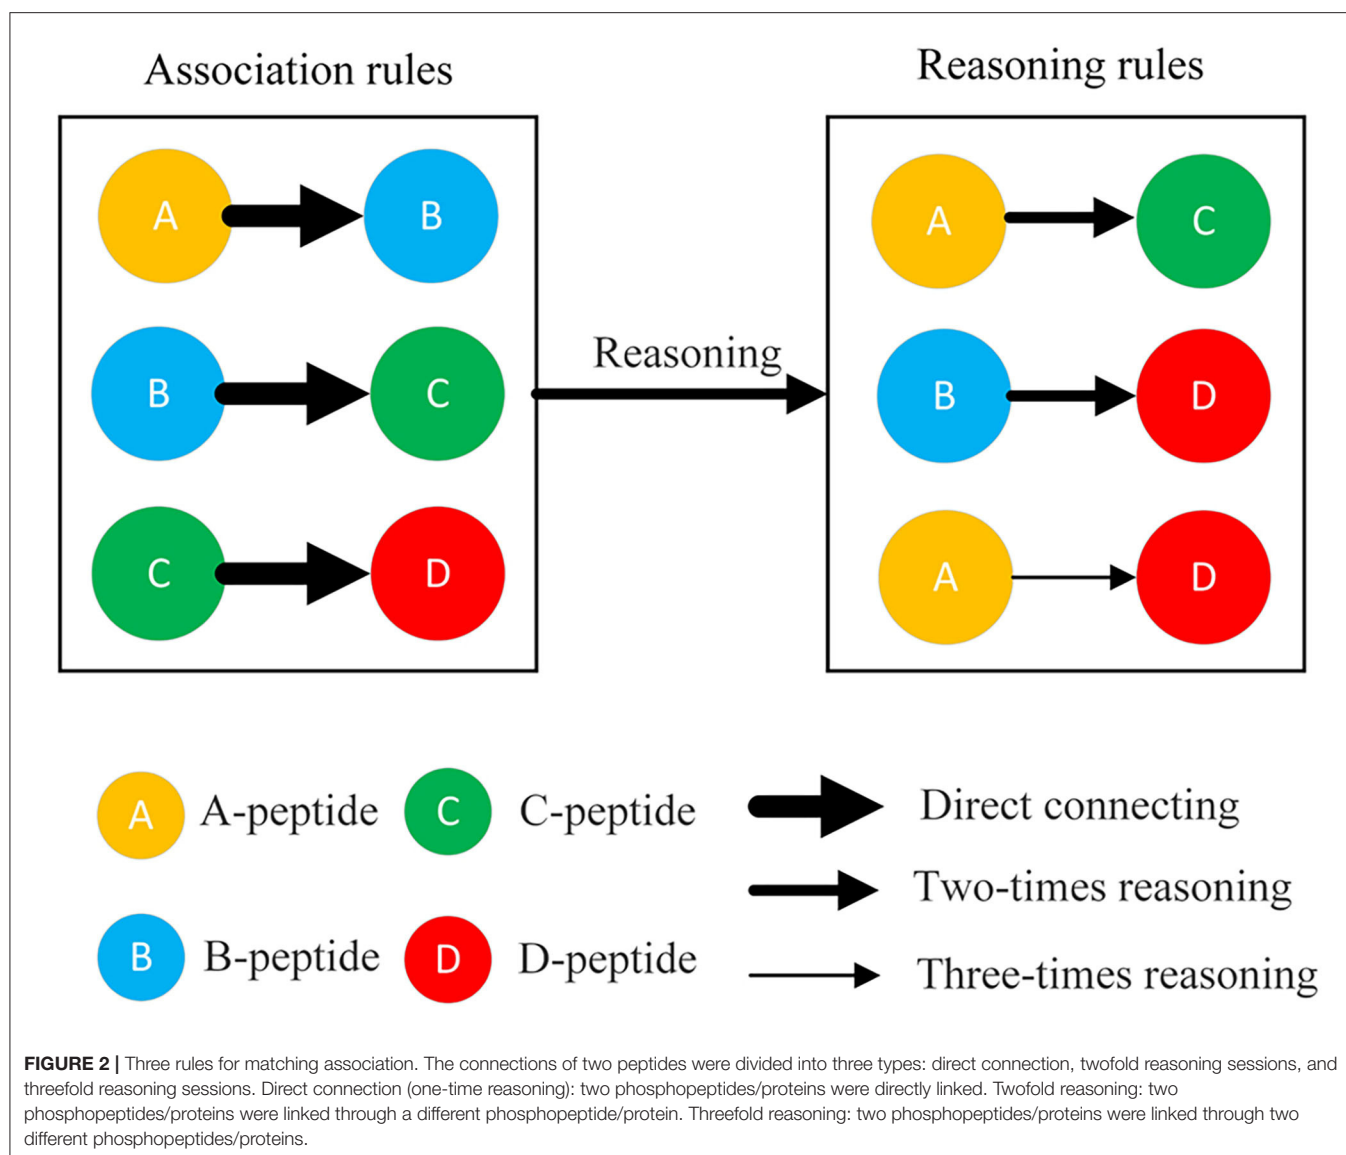 Association rules
Reasoning rules
A
B
A
C
B
C
Reasoning
B
D
C
D
A
D
A
A-peptide
C
C-peptide
Direct connecting
Two-times reasoning
B
B-peptide
D
D-peptide
Three-times reasoning
FIGURE 2 | Three rules for matching association. The connections of two peptides were divided into three types: direct connection, twofold reasoning sessions, and
threefold reasoning sessions. Direct connection (one-time reasoning): two phosphopeptides/proteins were directly linked. Twofold reasoning: two
phosphopeptides/proteins were linked through a different phosphopeptide/protein. Threefold reasoning: two phosphopeptides/proteins were linked through two
different phosphopeptides/proteins.